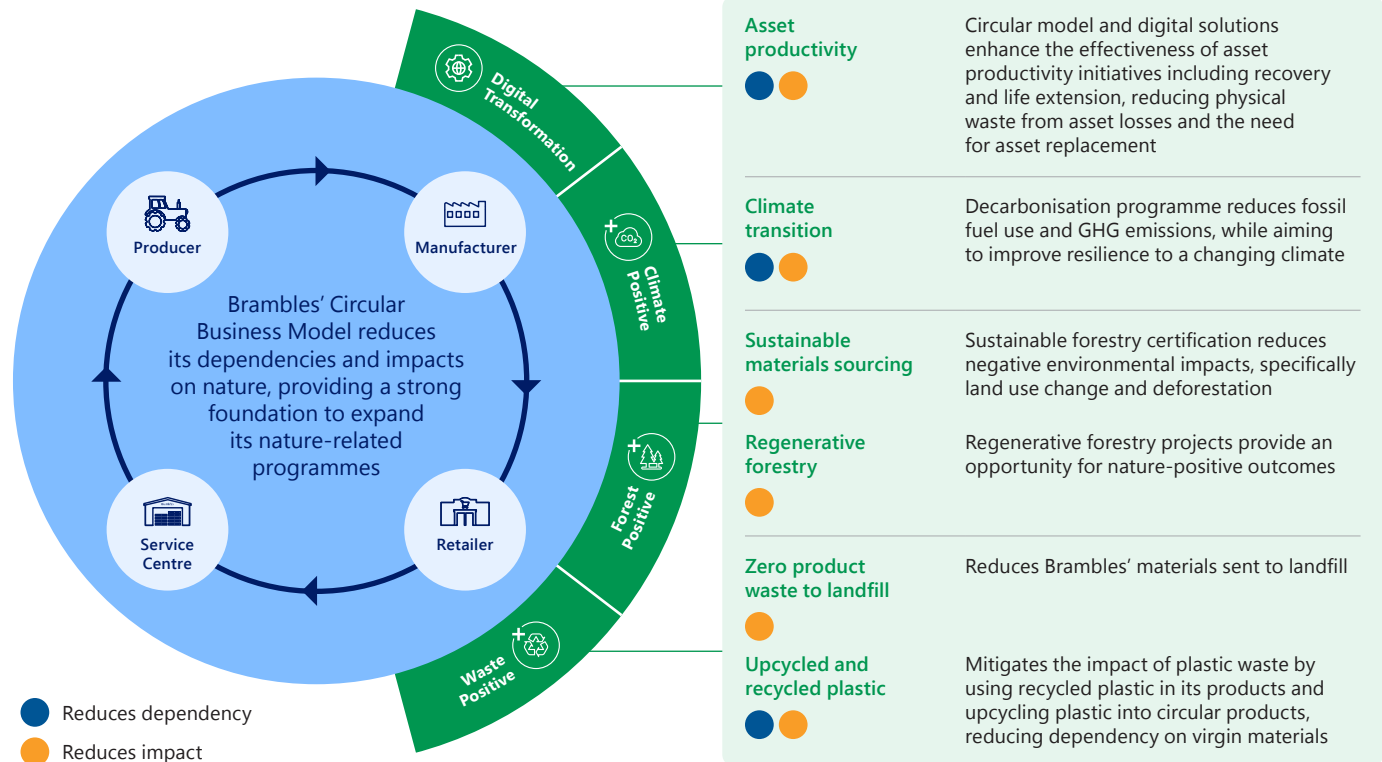 Digital
Transformation
CO₂
Climate
Positive
Forest
Positive
Waste
Positive
Producer
Manufacturer
Brambles’ Circular
Business Model reduces
its dependencies and impacts
on nature, providing a strong
foundation to expand
its nature-related
programmes
Service
Centre
Retailer
Reduces dependency
Reduces impact
Asset
productivity
Circular model and digital solutions
enhance the effectiveness of asset
productivity initiatives including recovery
and life extension, reducing physical
waste from asset losses and the need
for asset replacement
Climate
transition
Decarbonisation programme reduces fossil
fuel use and GHG emissions, while aiming
to improve resilience to a changing climate
Sustainable
materials sourcing
Sustainable forestry certification reduces
negative environmental impacts, specifically
land use change and deforestation
Regenerative
forestry
Regenerative forestry projects provide an
opportunity for nature-positive outcomes
Zero product
waste to landfill
Reduces Brambles’ materials sent to landfill
Upcycled and
recycled plastic
Mitigates the impact of plastic waste by
using recycled plastic in its products and
upcycling plastic into circular products,
reducing dependency on virgin materials